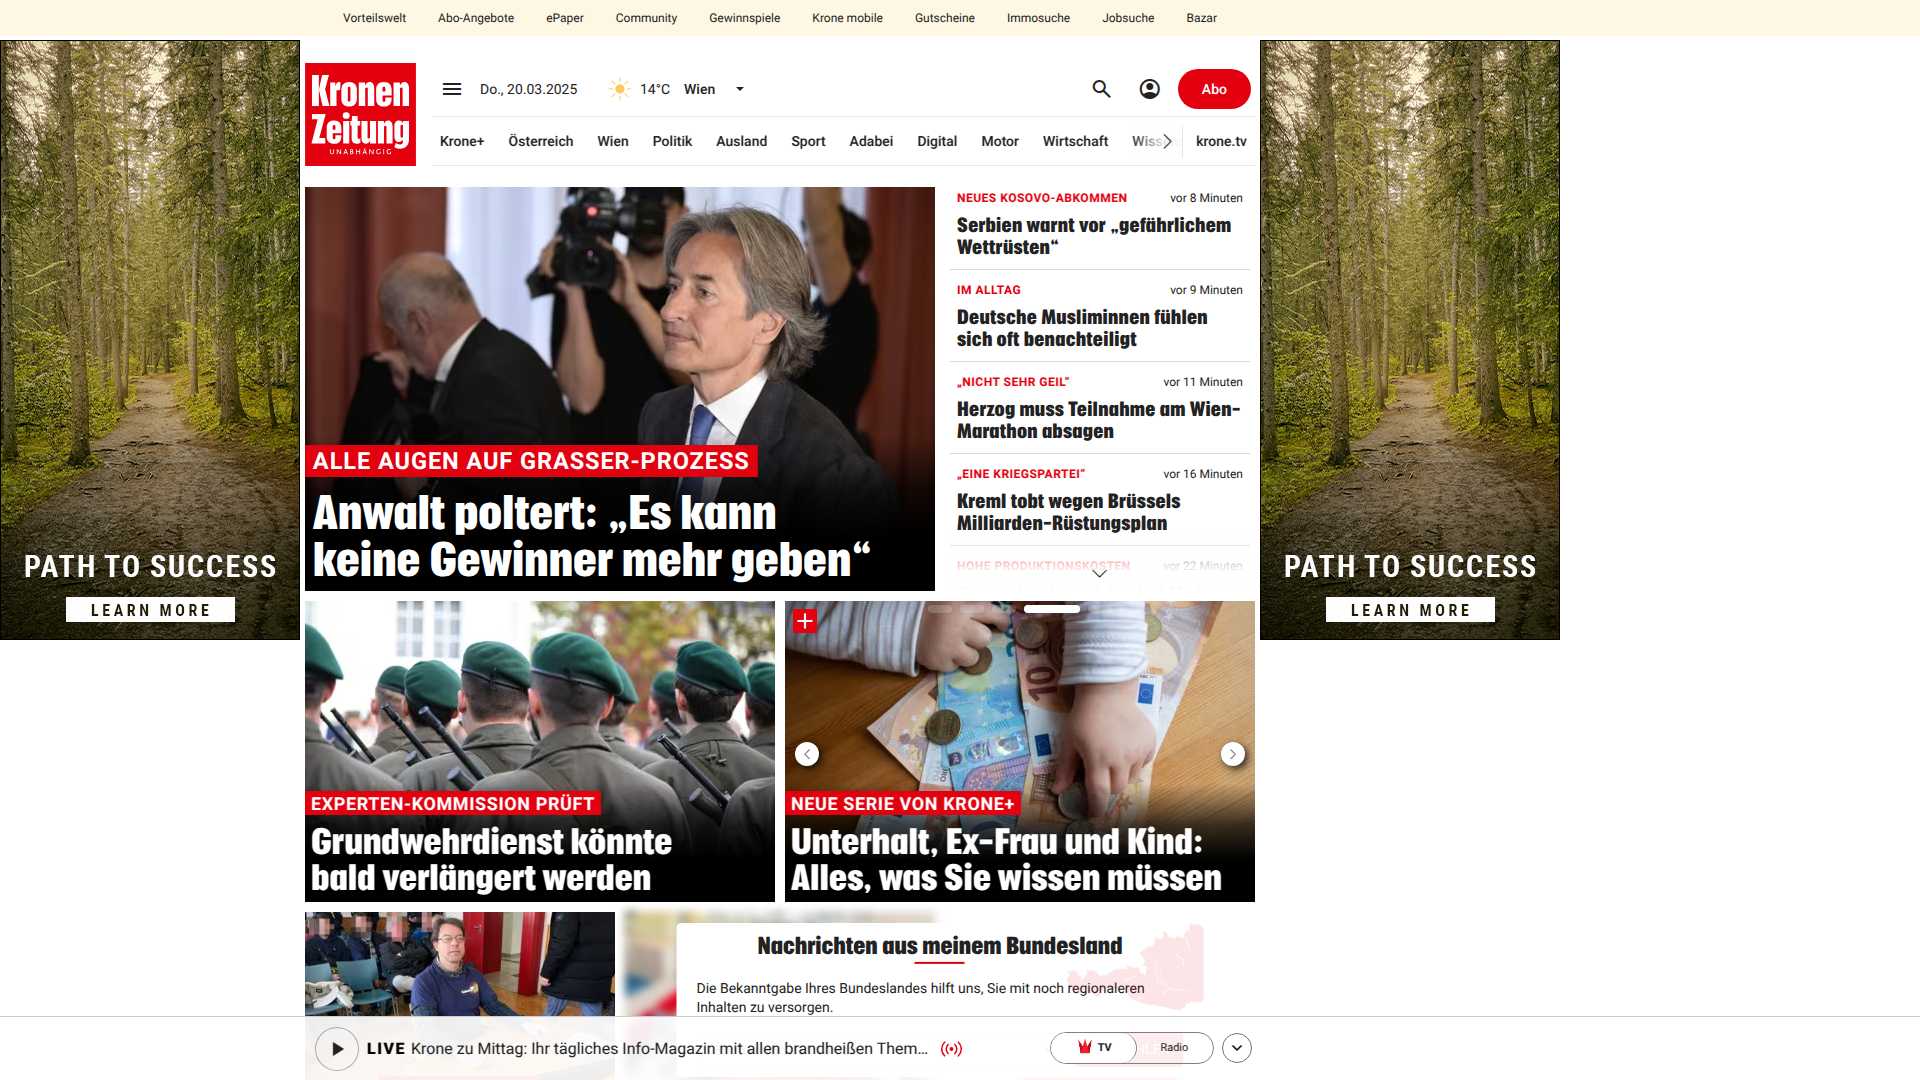 Vorteilswelt Abo-Angebote ePaper Community Gewinnspiele Krone mobile Gutscheine Immosuche Jobsuche Bazar
Kronen
Zeitung
UNABHÄNGIG
Do., 20.03.2025 14°C Wien
Abo
Krone+ Österreich Wien Politik Ausland Sport Adabei Digital Motor Wirtschaft Wiss krone.tv
ALLE AUGEN AUF GRASSER-PROZESS
Anwalt poltert: „Es kann
keine Gewinner mehr geben“
NEUES KOSOVO-ABKOMMEN vor 8 Minuten
Serbien warnt vor „gefährlichem
Wettrüsten“
IM ALLTAG vor 9 Minuten
Deutsche Musliminnen fühlen
sich oft benachteiligt
„NICHT SEHR GEIL“ vor 11 Minuten
Herzog muss Teilnahme am Wien-
Marathon absagen
„EINE KRIEGSPARTEI“ vor 16 Minuten
Kreml tobt wegen Brüssels
Milliarden-Rüstungsplan
HOHE PRODUKTIONSKOSTEN vor 22 Minuten
PATH TO SUCCESS
LEARN MORE
PATH TO SUCCESS
LEARN MORE
EXPERTEN-KOMMISSION PRÜFT
Grundwehrdienst könnte
bald verlängert werden
NEUE SERIE VON KRONE+
Unterhalt, Ex-Frau und Kind:
Alles, was Sie wissen müssen
Nachrichten aus meinem Bundesland
Die Bekanntgabe Ihres Bundeslandes hilft uns, Sie mit noch regionaleren
Inhalten zu versorgen.
LIVE Krone zu Mittag: Ihr tägliches Info-Magazin mit allen brandheißen Them...
TV Radio